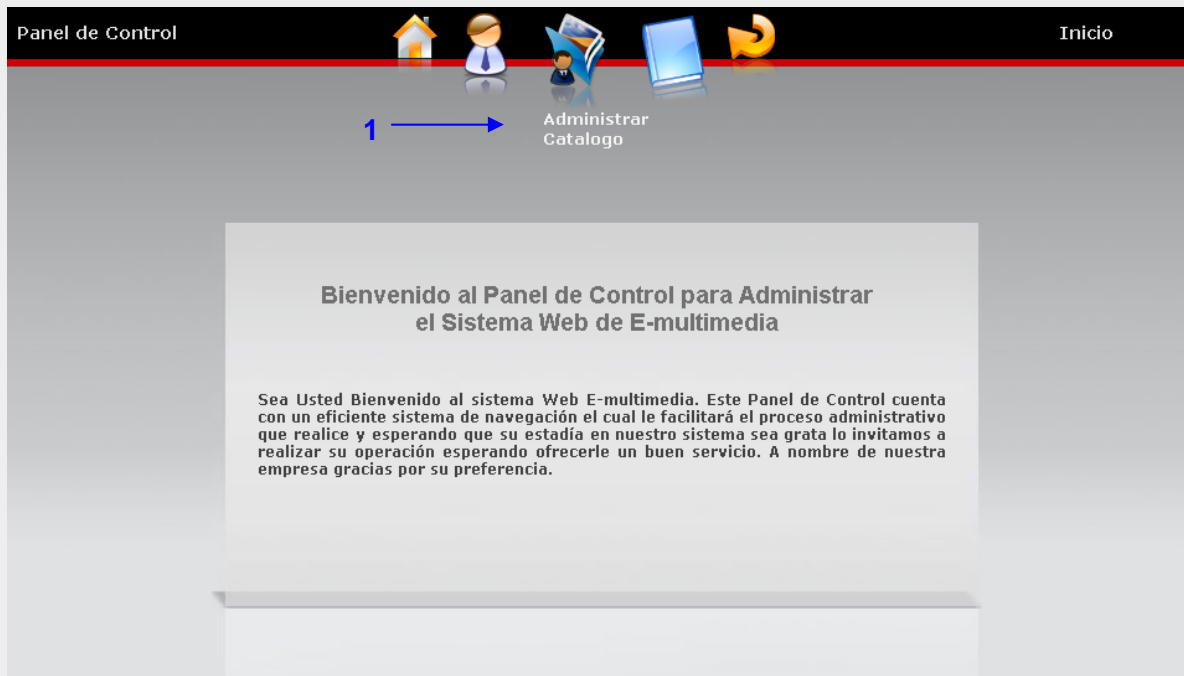 Panel de Control
Inicio
1
Administrar
Catalogo
Bienvenido al Panel de Control para Administrar
el Sistema Web de E-multimedia
Sea Usted Bienvenido al sistema Web E-multimedia. Este Panel de Control cuenta
con un eficiente sistema de navegación el cual le facilitará el proceso administrativo
que realice y esperando que su estadía en nuestro sistema sea grata lo invitamos a
realizar su operación esperando ofrecerle un buen servicio. A nombre de nuestra
empresa gracias por su preferencia.